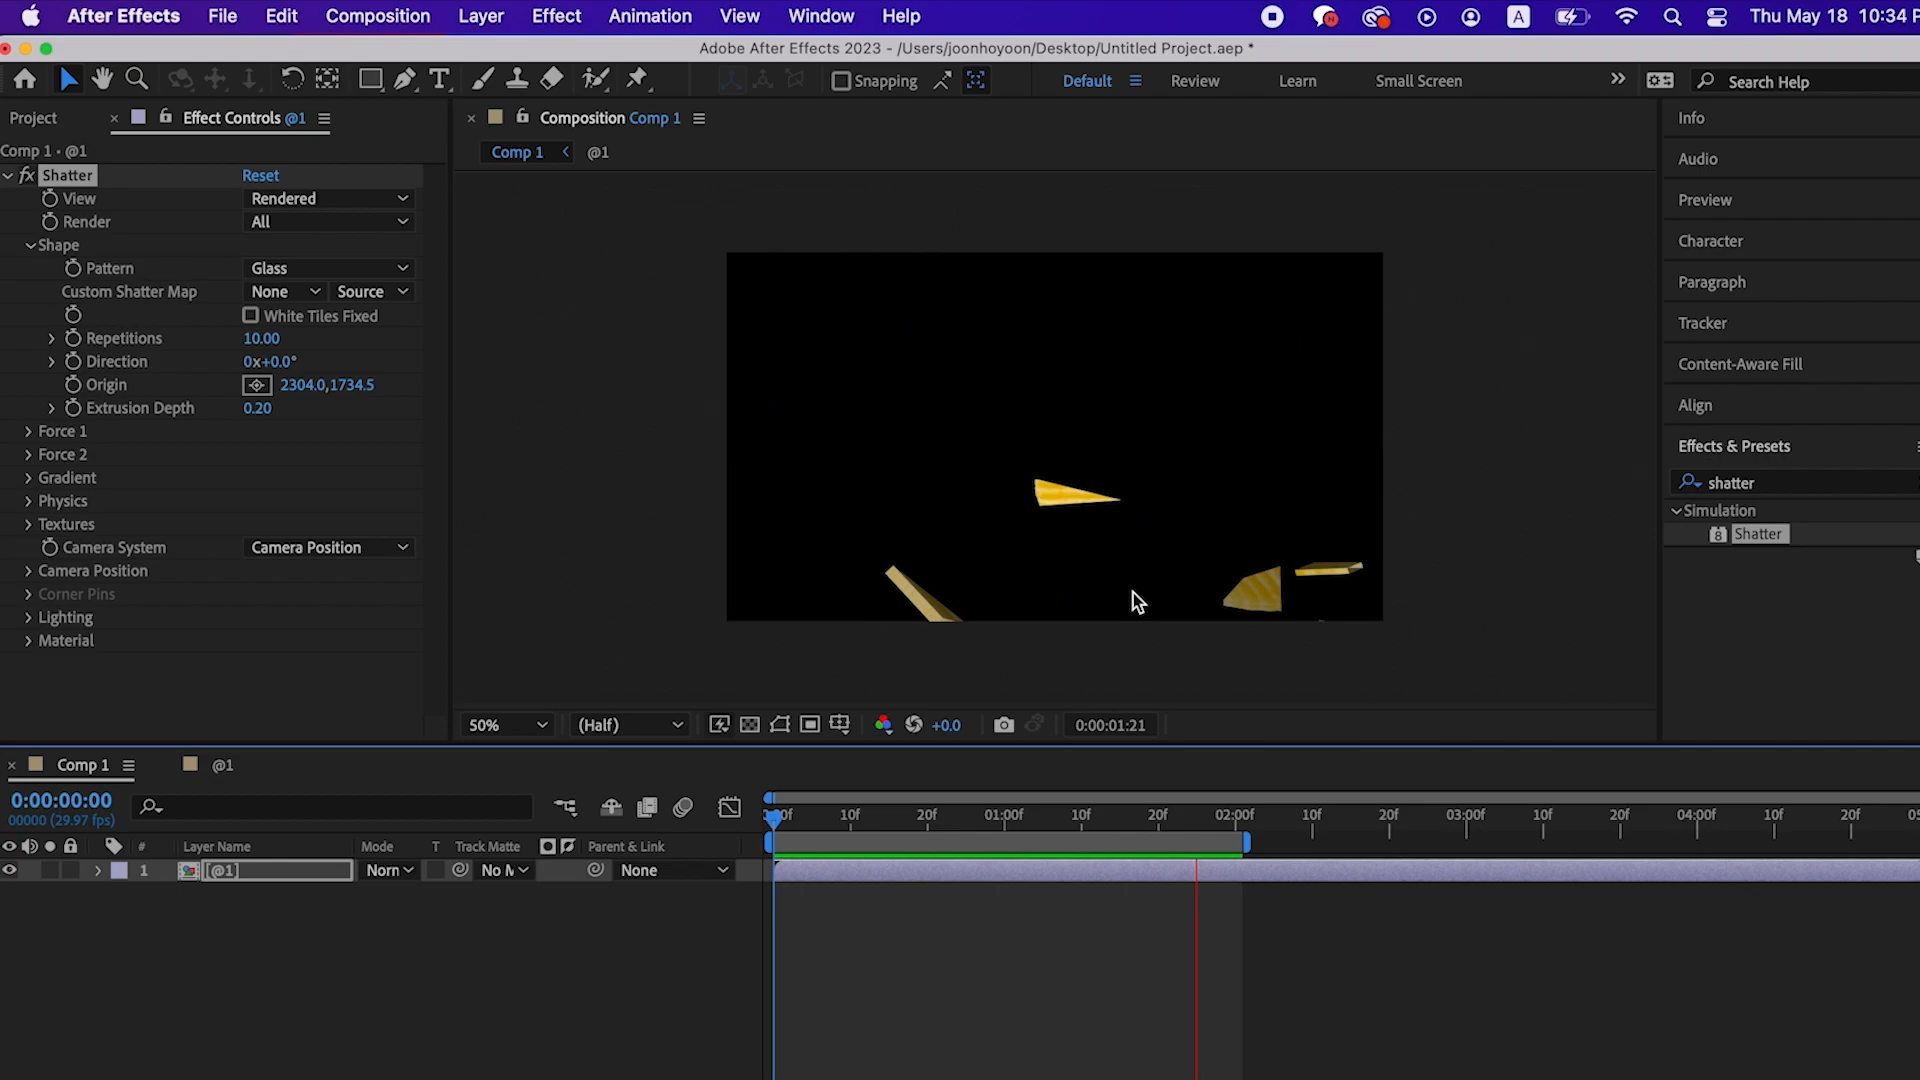 After Effects File Edit Composition Layer Effect Animation View Window Help A Thu May 18 10:34 P
Adobe After Effects 2023 - /Users/joonhoyoon/Desktop/Untitled Project.aep *
Snapping Default Review Learn Small Screen Search Help
Project Effect Controls @1 Composition Comp 1 Info
Comp 1 • @1 Comp 1 @1
Audio
fx Shatter Reset
View Rendered Preview
Render All
Shape Character
Pattern Glass
Custom Shatter Map None Source Paragraph
White Tiles Fixed
Repetitions 10.00 Tracker
Direction 0x+0.0°
Origin 2304.0,1734.5 Content-Aware Fill
Extrusion Depth 0.20 Align
Force 1
Force 2 Effects & Presets
Gradient shatter
Physics Simulation
Textures 8 Shatter
Camera System Camera Position
Camera Position
Corner Pins
Lighting
Material
50% (Half) +0.0 0:00:01:21
Comp 1 @1
0:00:00:00
00000 (29.97 fps)
10f 20f 01:00f 10f 20f 02:00f 10f 20f 03:00f 10f 20f 04:00f 10f 20f
# Layer Name Mode T Track Matte Parent & Link
1 [@1] Norn No None